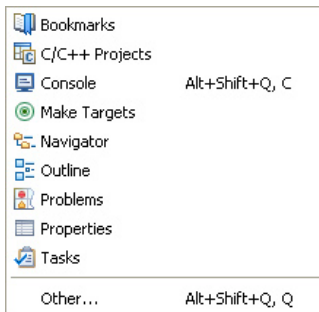 Bookmarks
C/C++ Projects
Console Alt+Shift+Q, C
Make Targets
Navigator
Outline
Problems
Properties
Tasks
Other... Alt+Shift+Q, Q